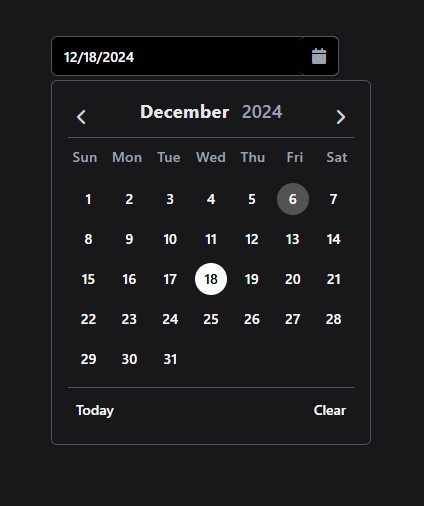 12/18/2024
December 2024
Sun Mon Tue Wed Thu Fri Sat
1 2 3 4 5 6 7
8 9 10 11 12 13 14
15 16 17 18 19 20 21
22 23 24 25 26 27 28
29 30 31
Today Clear